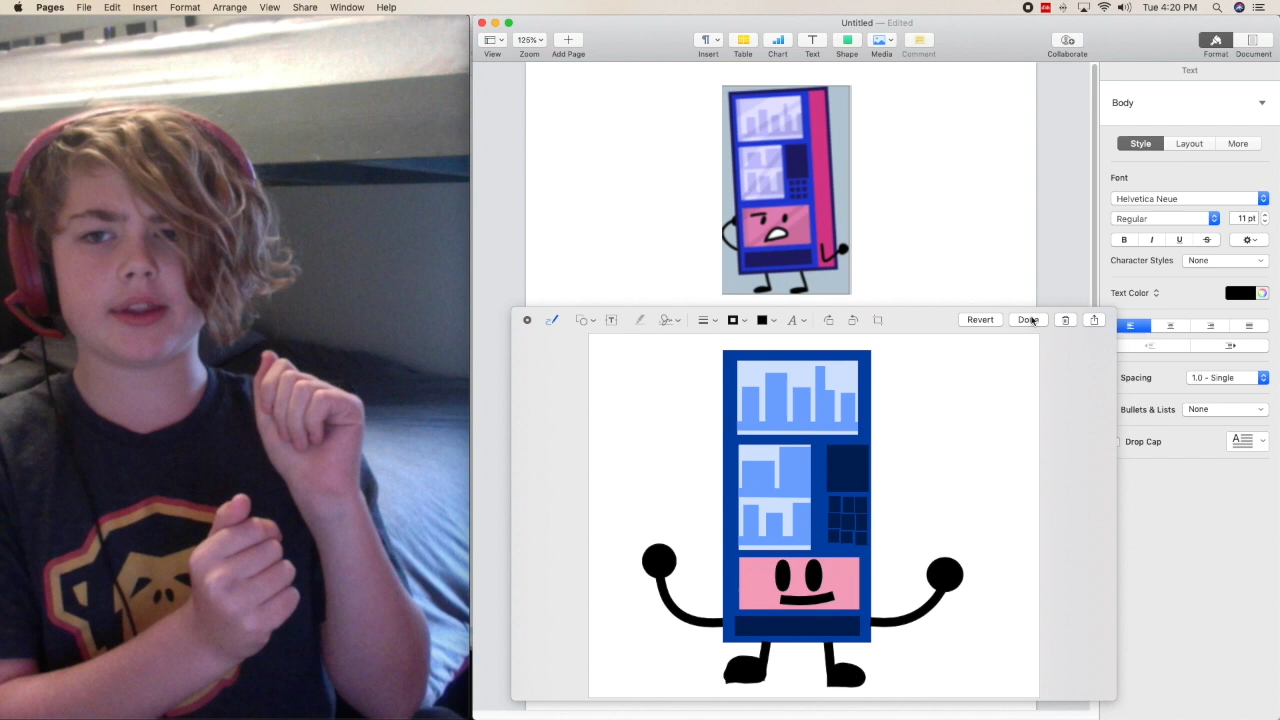 Pages File Edit Insert Format Arrange View Share Window Help Tue 4:20 PM
Untitled — Edited
125%
View Zoom Add Page Insert Table Chart Text Shape Media Comment Collaborate Format Document
Text
Body
Style Layout More
Font
Helvetica Neue
Regular 11 pt
B I U S
Character Styles None
Text Color
Revert
Spacing 1.0 - Single
Bullets & Lists None
Drop Cap